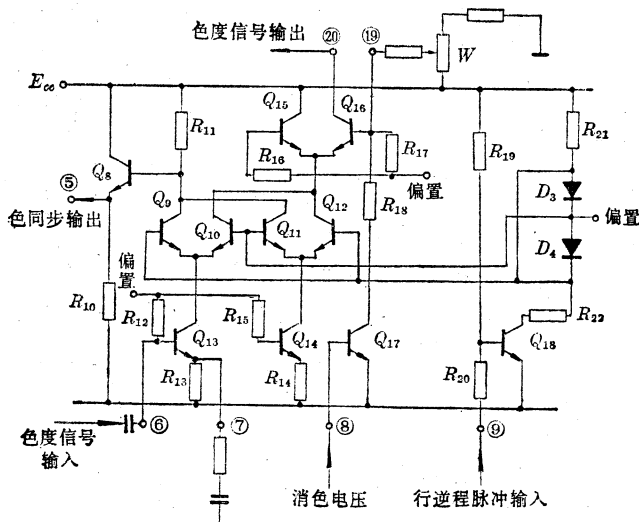 色度信号输出 ⑳ ⑲
W
E∞
Q15 Q16
R11
R17 R19 R21
Q8
R16
偏置
⑤
色同步输出
Q9 Q10 Q11 Q12
R18
D3
偏置
D4
偏置
R10 R12 R15
Q13 Q14 Q17 Q18
R22
R13 R14 R20
⑥ ⑦ ⑧ ⑨
色度信号
输入
消色电压
行逆程脉冲输入